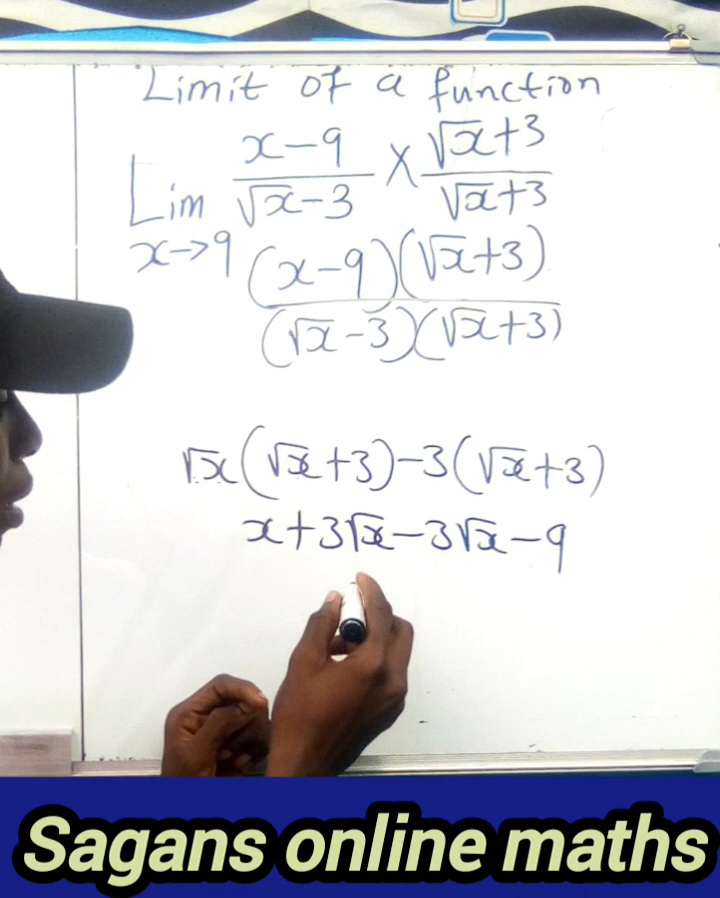 Limit of a function
Lim x→9 (x-9)/(√x-3) × (√x+3)/(√x+3)
(x-9)(√x+3)/(√x-3)(√x+3)
√x(√x+3)-3(√x+3)
x+3√x-3√x-9
Sagans online maths